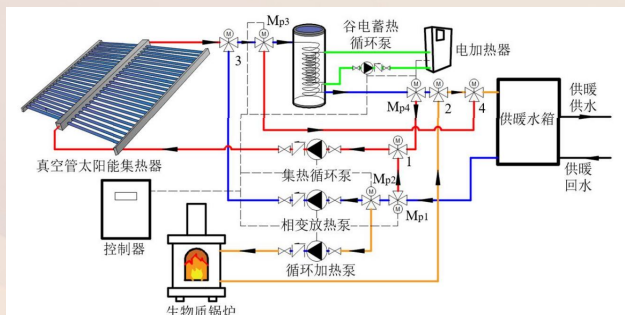 Mp3
谷电蓄热
循环泵
电加热器
3
Mp4
2
4
供暖
供水
供暖水箱
真空管太阳能集热器
1
集热循环泵
供暖
回水
Mp2
Mp1
控制器
相变放热泵
循环加热泵
生物质锅炉
M
M
M
M
M
M
M
M